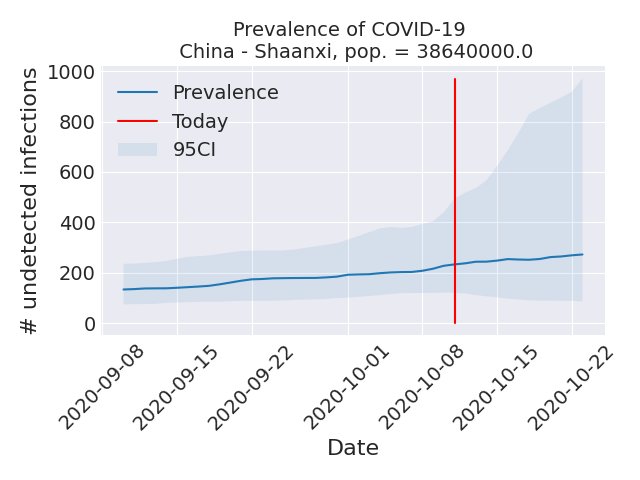 Prevalence of COVID-19
China - Shaanxi, pop. = 38640000.0
# undetected infections
1000
800
600
400
200
0
Prevalence
Today
95CI
2020-09-08
2020-09-15
2020-09-22
2020-10-01
2020-10-08
2020-10-15
2020-10-22
Date